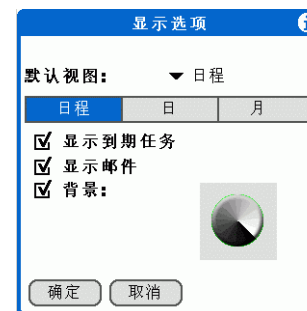 显示选项
默认视图: 日程
日程 日 月
显示到期任务
显示邮件
背景:
确定 取消